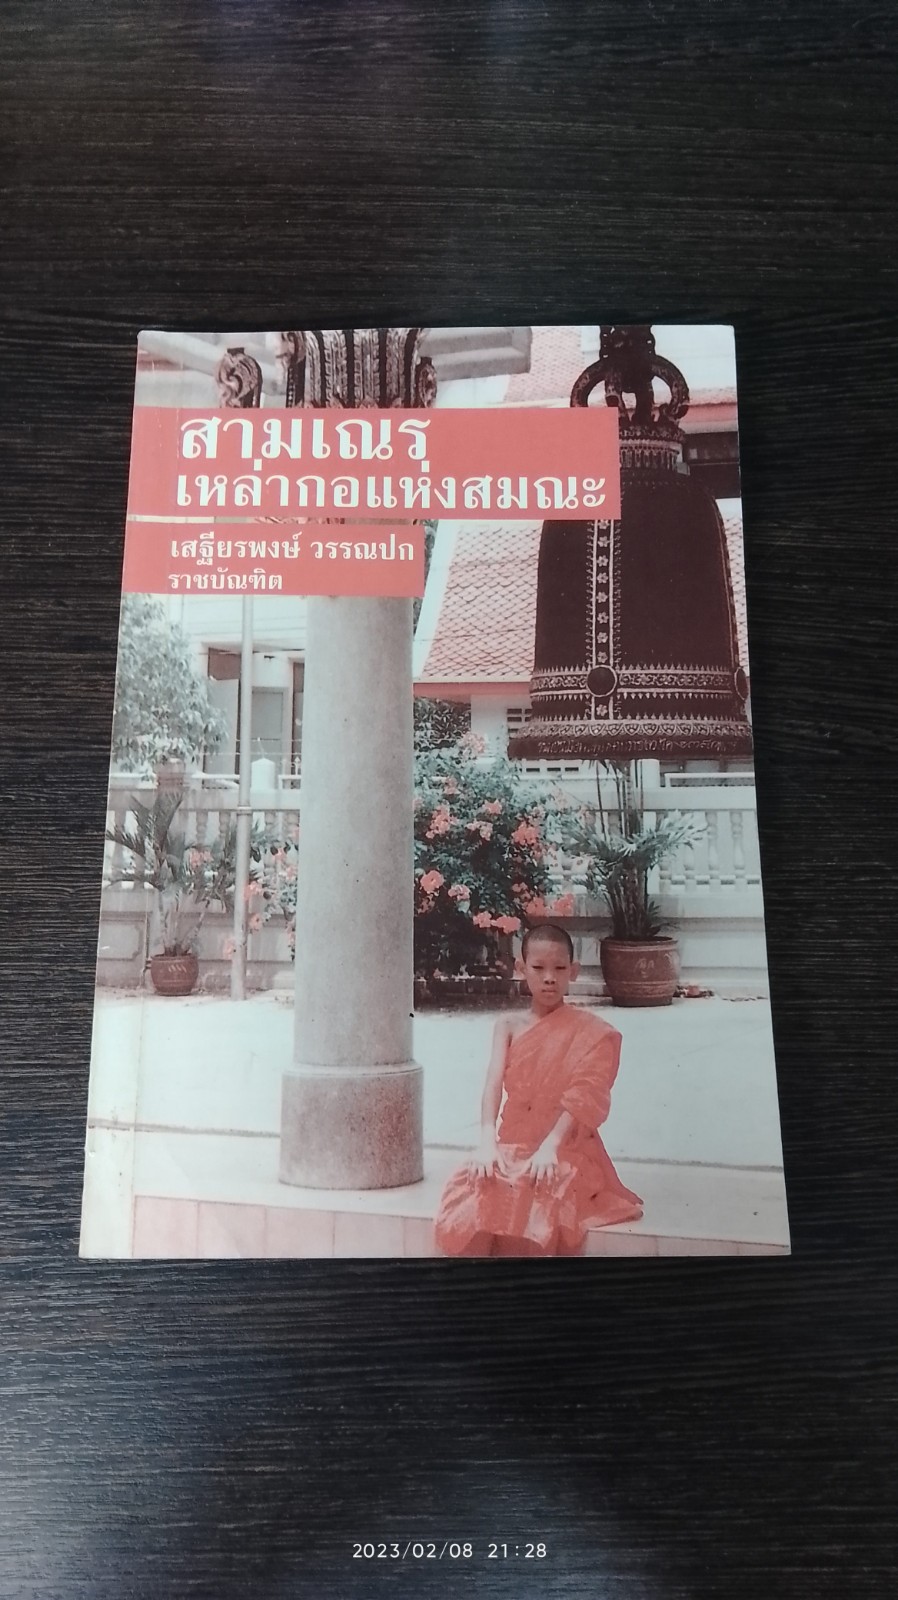 สามเณร
เหล่ากอแห่งสมณะ
เสฐียรพงษ์ วรรณปก
ราชบัณฑิต
2023/02/08 21:28